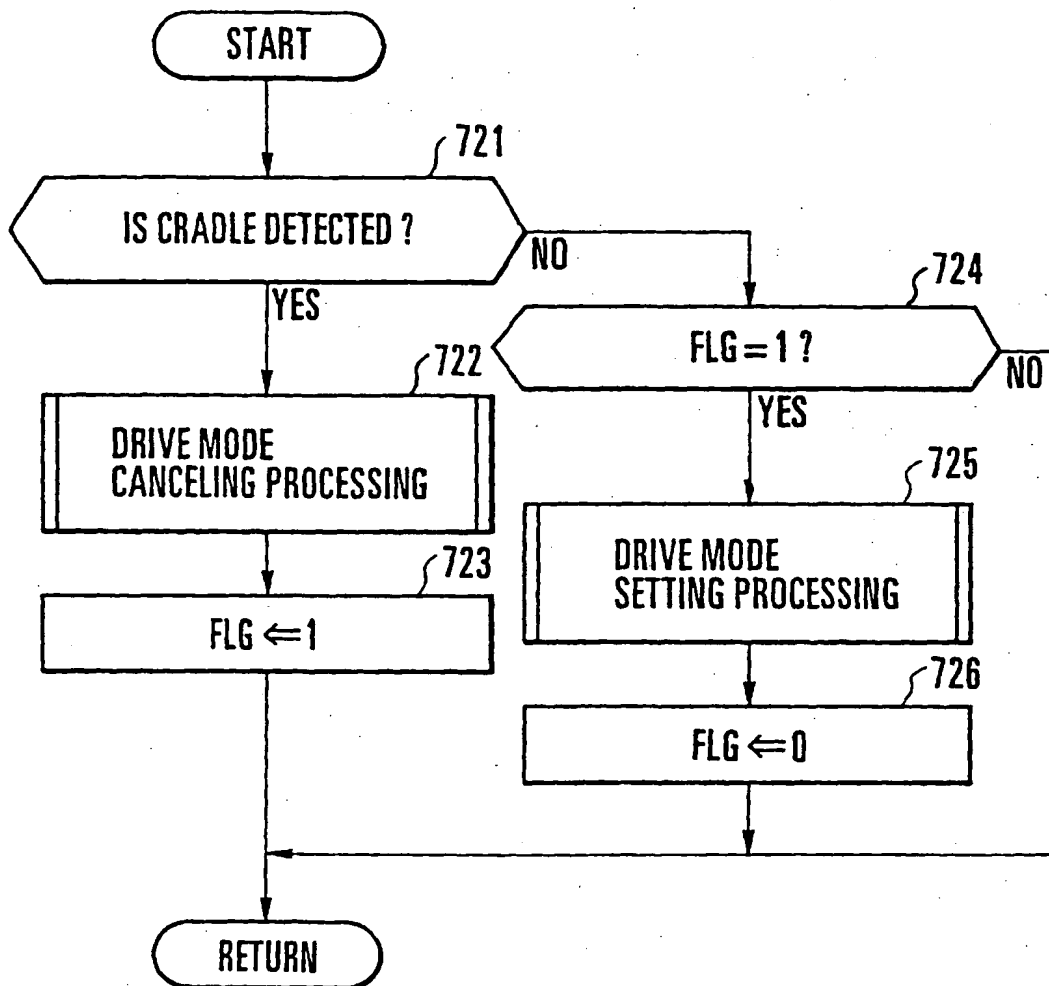 START
721
IS CRADLE DETECTED ?
NO
YES
724
FLG = 1 ?
NO
722
YES
DRIVE MODE
CANCELING PROCESSING
725
DRIVE MODE
SETTING PROCESSING
723
FLG ⇐ 1
726
FLG ⇐ 0
RETURN